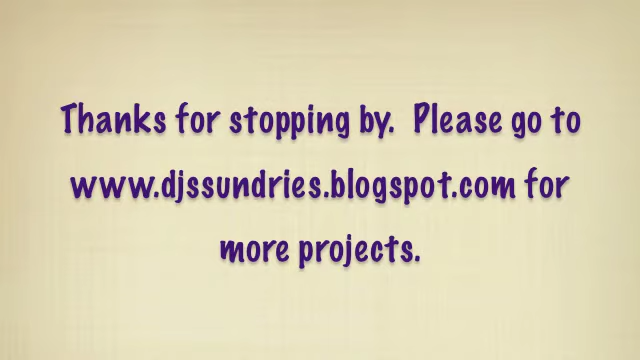 Thanks for stopping by. Please go to
www.djssundries.blogspot.com for
more projects.